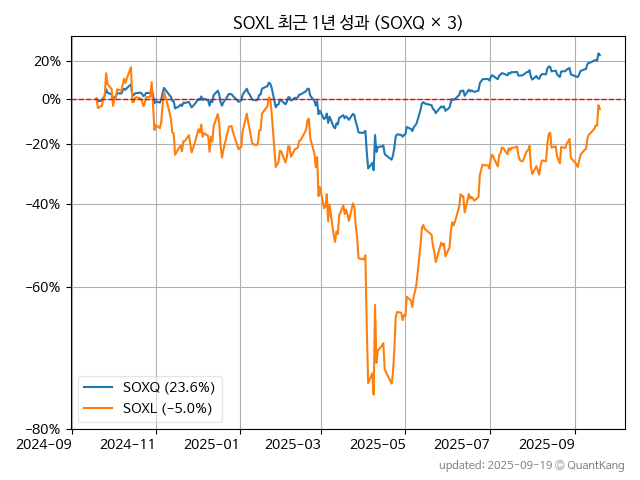 SOXL 최근 1년 성과 (SOXQ × 3)
20%
0%
−20%
−40%
−60%
−80%
SOXQ (23.6%)
SOXL (−5.0%)
2024-09 2024-11 2025-01 2025-03 2025-05 2025-07 2025-09
updated: 2025-09-19 © QuantKang